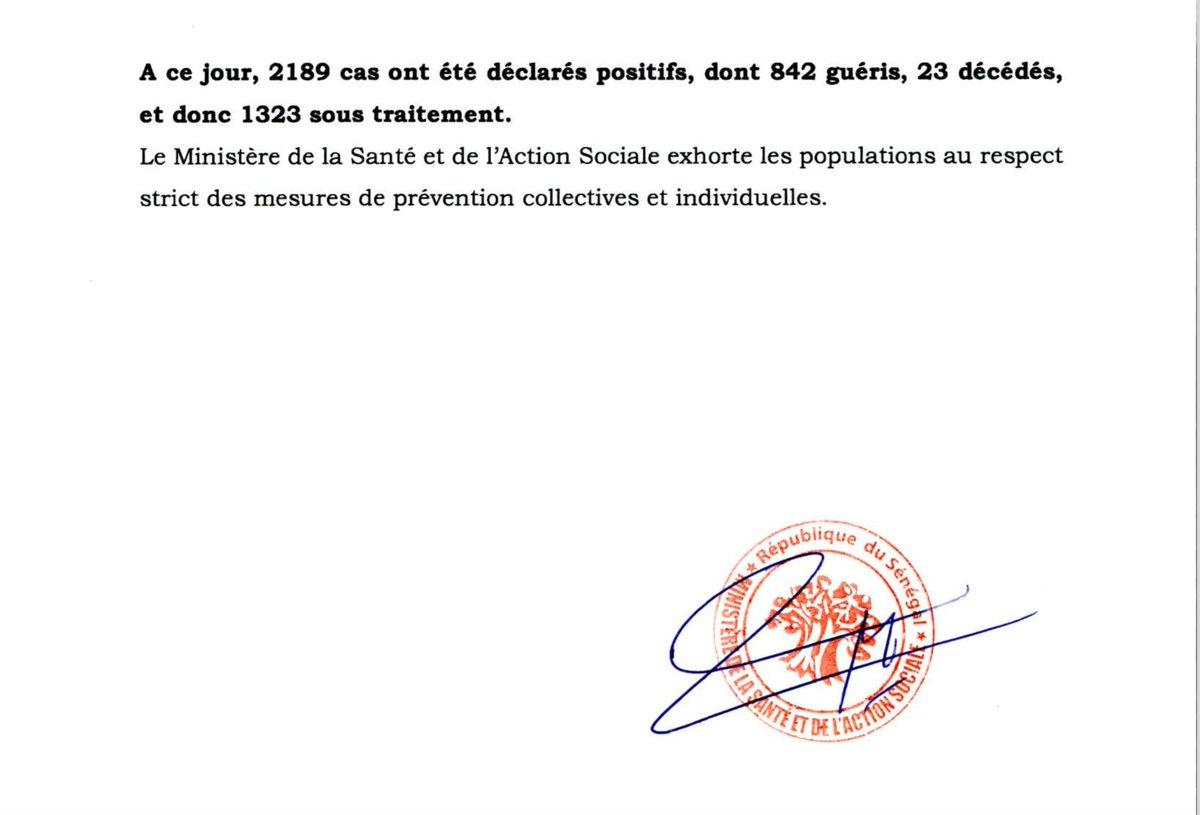 A ce jour, 2189 cas ont été déclarés positifs, dont 842 guéris, 23 décédés,
et donc 1323 sous traitement.
Le Ministère de la Santé et de l’Action Sociale exhorte les populations au respect
strict des mesures de prévention collectives et individuelles.
★ République du Sénégal ★
MINISTÈRE DE LA SANTÉ ET DE L'ACTION SOCIALE